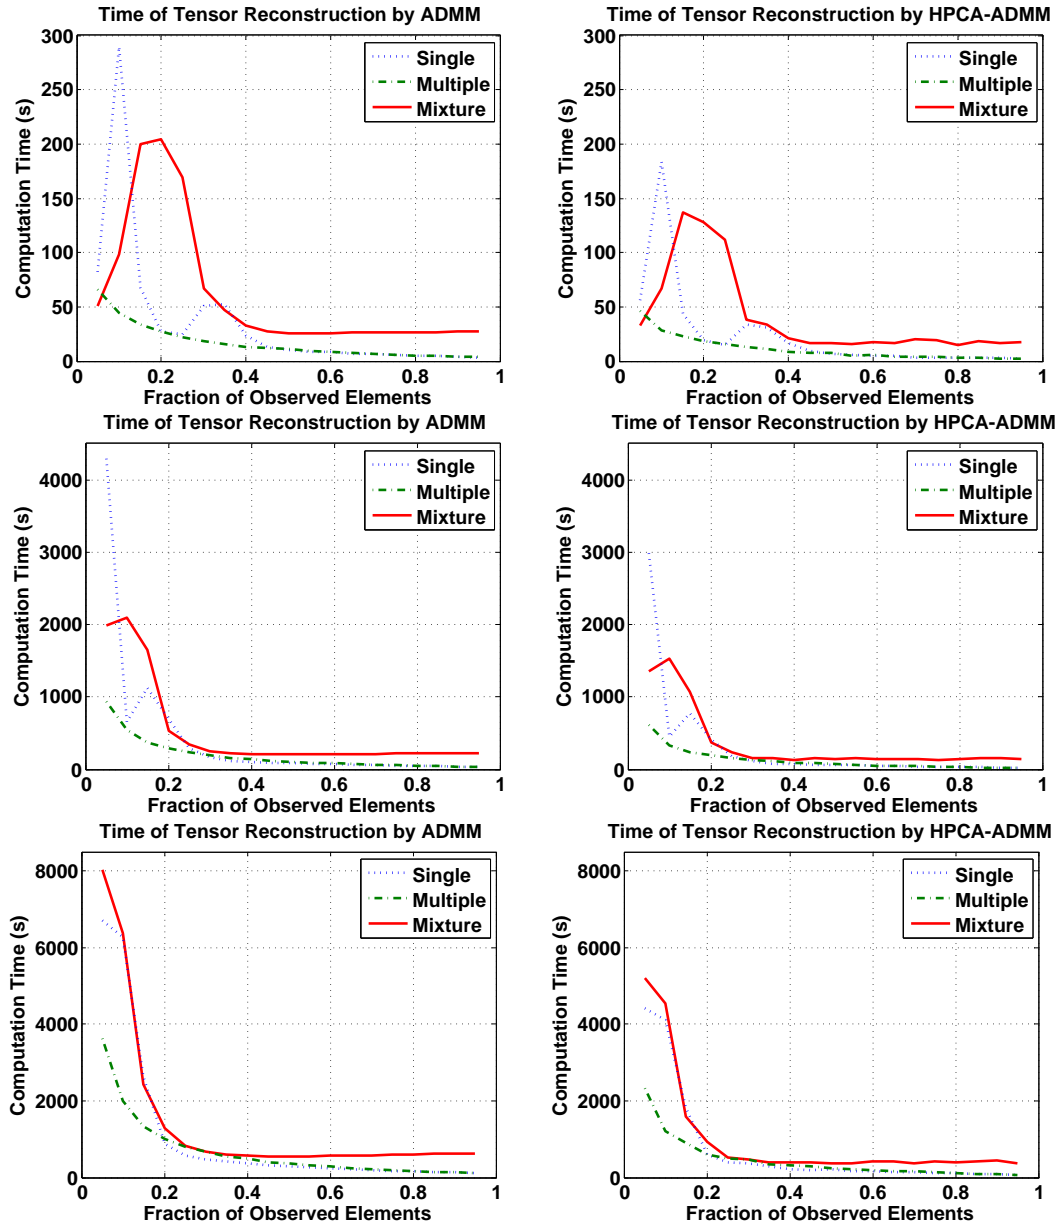 Time of Tensor Reconstruction by ADMM
300
250
200
150
100
50
0
0
0.2
0.4
0.6
0.8
1
Computation Time (s)
Fraction of Observed Elements
Single
Multiple
Mixture
Time of Tensor Reconstruction by HPCA-ADMM
300
250
200
150
100
50
0
0
0.2
0.4
0.6
0.8
1
Computation Time (s)
Fraction of Observed Elements
Single
Multiple
Mixture
Time of Tensor Reconstruction by ADMM
4000
3000
2000
1000
0
0
0.2
0.4
0.6
0.8
1
Computation Time (s)
Fraction of Observed Elements
Single
Multiple
Mixture
Time of Tensor Reconstruction by HPCA-ADMM
4000
3000
2000
1000
0
0
0.2
0.4
0.6
0.8
1
Computation Time (s)
Fraction of Observed Elements
Single
Multiple
Mixture
Time of Tensor Reconstruction by ADMM
8000
6000
4000
2000
0
0
0.2
0.4
0.6
0.8
1
Computation Time (s)
Fraction of Observed Elements
Single
Multiple
Mixture
Time of Tensor Reconstruction by HPCA-ADMM
8000
6000
4000
2000
0
0
0.2
0.4
0.6
0.8
1
Computation Time (s)
Fraction of Observed Elements
Single
Multiple
Mixture